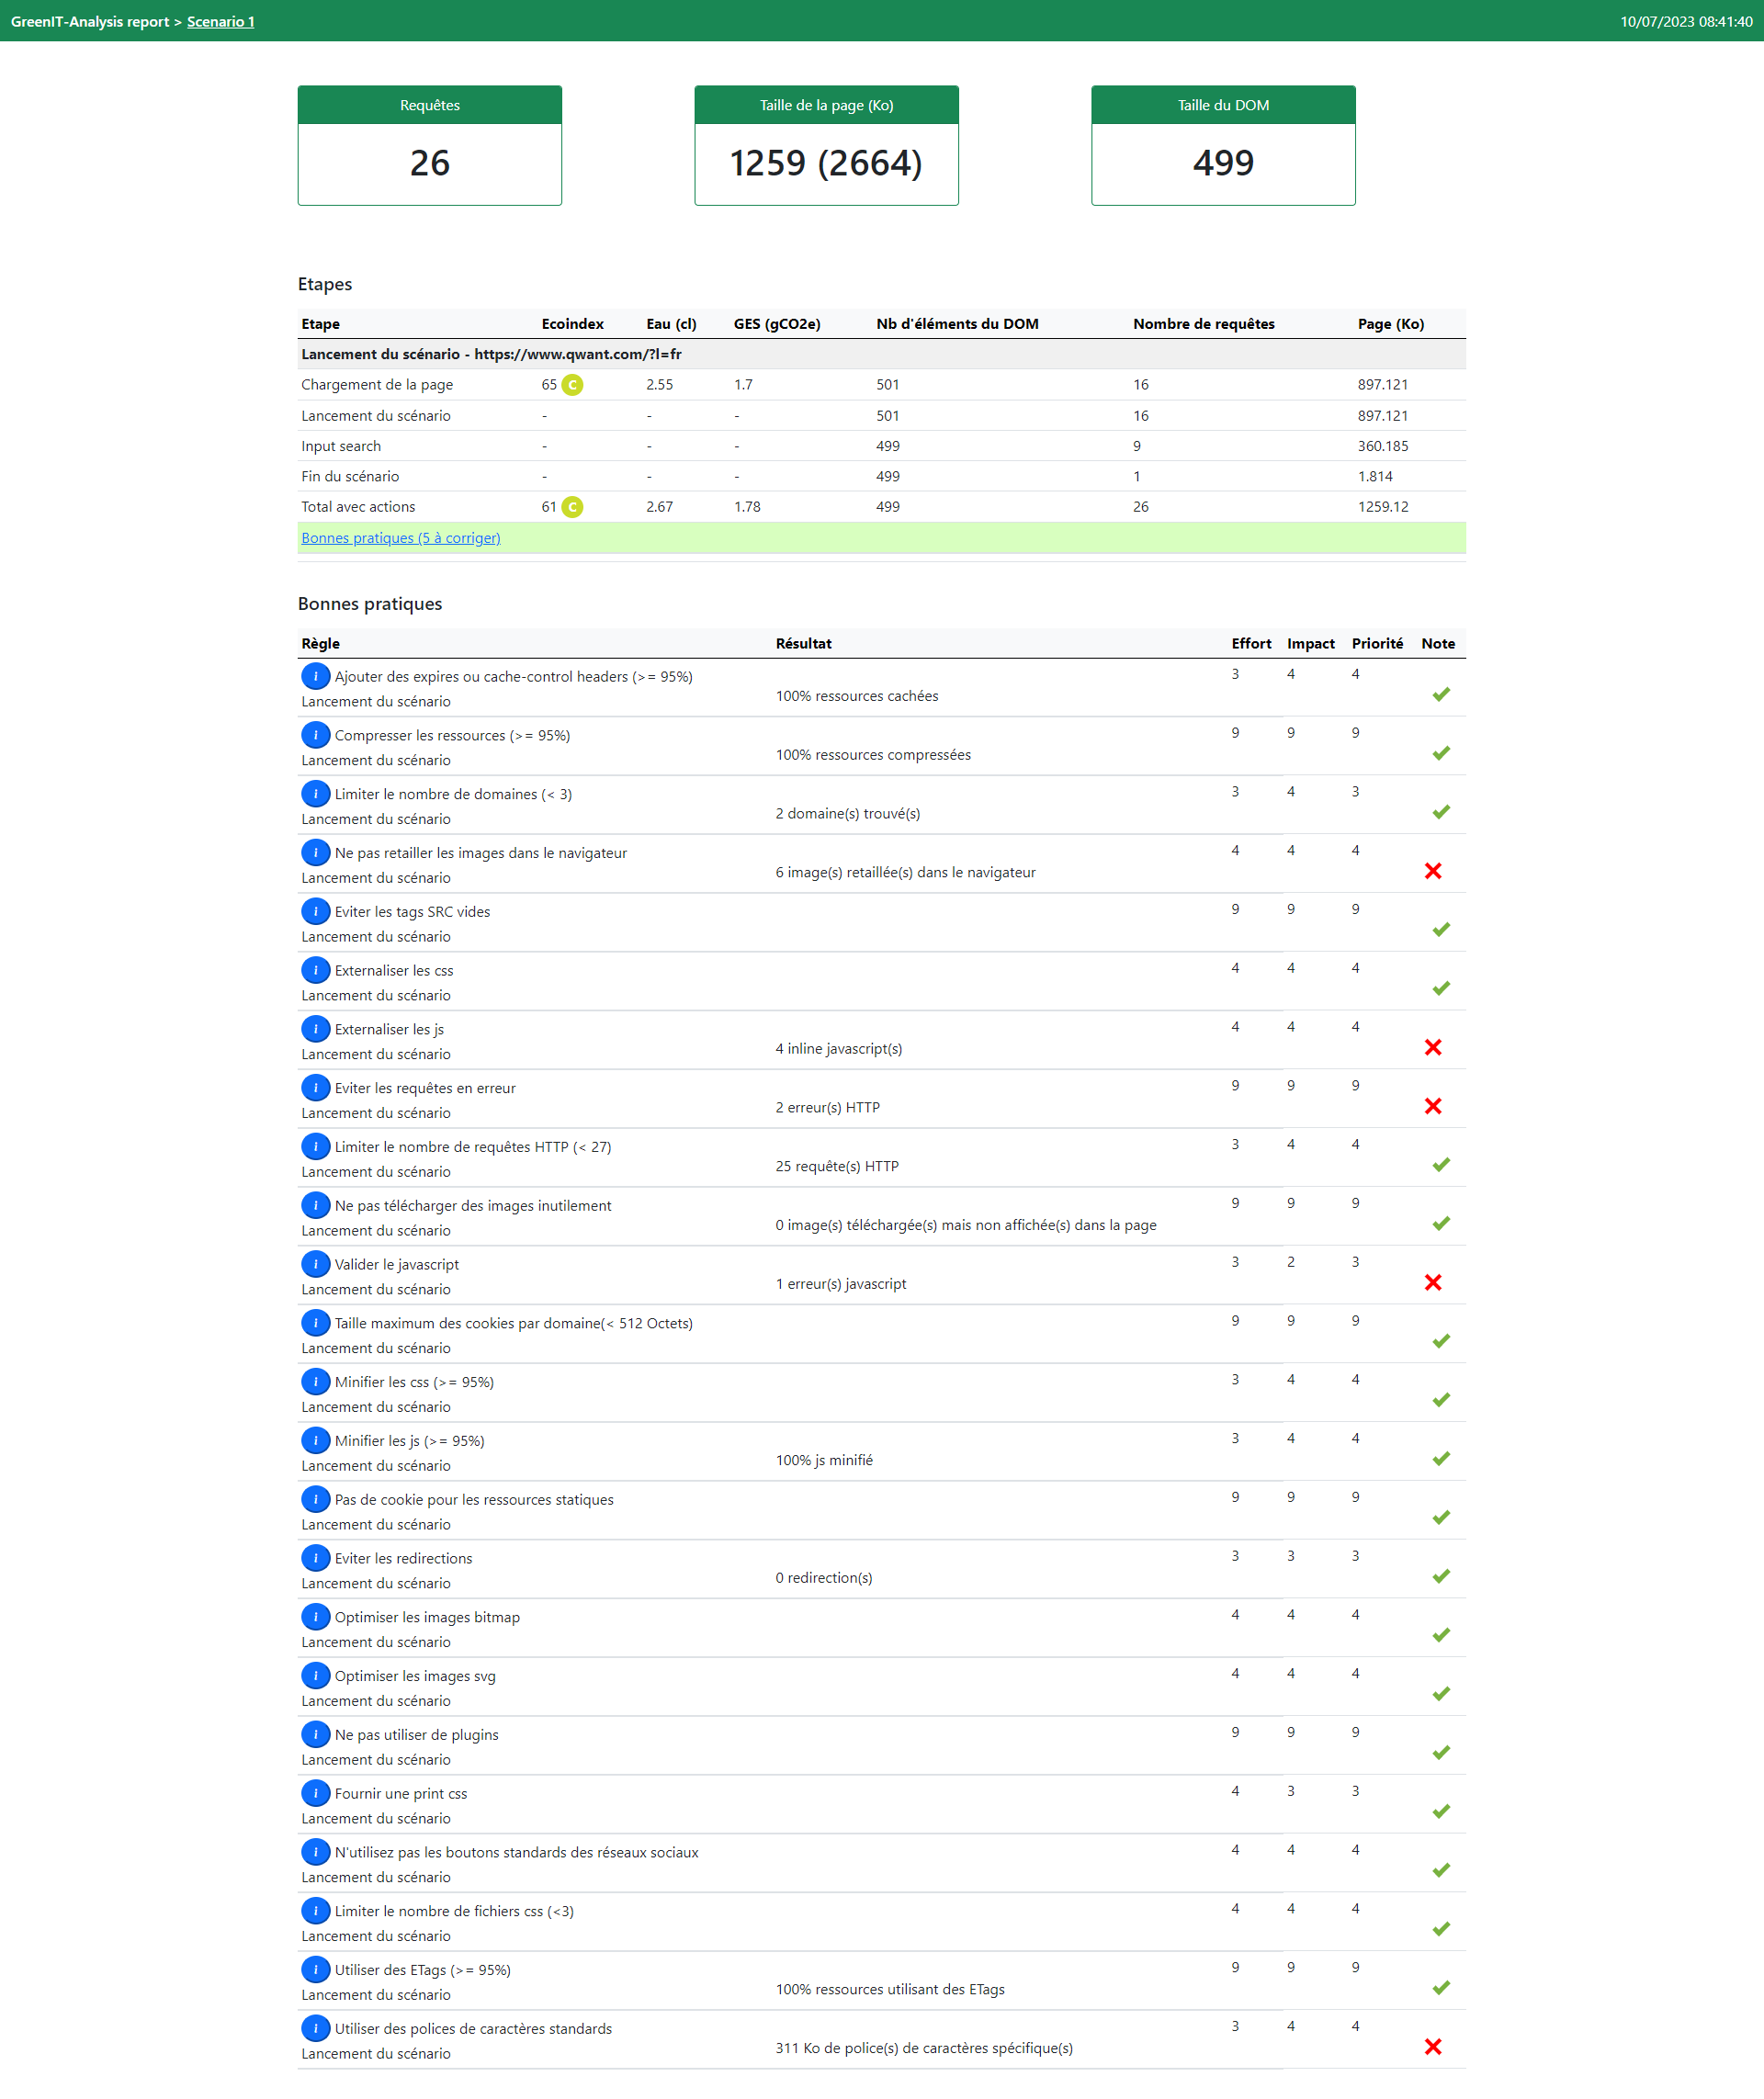 GreenIT-Analysis report > Scenario 1 10/07/2023 08:41:40
Requêtes Taille de la page (Ko) Taille du DOM
26 1259 (2664) 499
Etapes
Etape Ecoindex Eau (cl) GES (gCO2e) Nb d'éléments du DOM Nombre de requêtes Page (Ko)
Lancement du scénario - https://www.qwant.com/?l=fr
Chargement de la page 65 C 2.55 1.7 501 16 897.121
Lancement du scénario - - - 501 16 897.121
Input search - - - 499 9 360.185
Fin du scénario - - - 499 1 1.814
Total avec actions 61 C 2.67 1.78 499 26 1259.12
Bonnes pratiques (5 à corriger)
Bonnes pratiques
Règle Résultat Effort Impact Priorité Note
i Ajouter des expires ou cache-control headers (>= 95%) 3 4 4
Lancement du scénario 100% ressources cachées
i Compresser les ressources (>= 95%) 9 9 9
Lancement du scénario 100% ressources compressées
i Limiter le nombre de domaines (< 3) 3 4 3
Lancement du scénario 2 domaine(s) trouvé(s)
i Ne pas retailler les images dans le navigateur 4 4 4
Lancement du scénario 6 image(s) retaillée(s) dans le navigateur
i Eviter les tags SRC vides 9 9 9
Lancement du scénario
i Externaliser les css 4 4 4
Lancement du scénario
i Externaliser les js 4 4 4
Lancement du scénario 4 inline javascript(s)
i Eviter les requêtes en erreur 9 9 9
Lancement du scénario 2 erreur(s) HTTP
i Limiter le nombre de requêtes HTTP (< 27) 3 4 4
Lancement du scénario 25 requête(s) HTTP
i Ne pas télécharger des images inutilement 9 9 9
Lancement du scénario 0 image(s) téléchargée(s) mais non affichée(s) dans la page
i Valider le javascript 3 2 3
Lancement du scénario 1 erreur(s) javascript
i Taille maximum des cookies par domaine(< 512 Octets) 9 9 9
Lancement du scénario
i Minifier les css (>= 95%) 3 4 4
Lancement du scénario
i Minifier les js (>= 95%) 3 4 4
Lancement du scénario 100% js minifié
i Pas de cookie pour les ressources statiques 9 9 9
Lancement du scénario
i Eviter les redirections 3 3 3
Lancement du scénario 0 redirection(s)
i Optimiser les images bitmap 4 4 4
Lancement du scénario
i Optimiser les images svg 4 4 4
Lancement du scénario
i Ne pas utiliser de plugins 9 9 9
Lancement du scénario
i Fournir une print css 4 3 3
Lancement du scénario
i N'utilisez pas les boutons standards des réseaux sociaux 4 4 4
Lancement du scénario
i Limiter le nombre de fichiers css (<3) 4 4 4
Lancement du scénario
i Utiliser des ETags (>= 95%) 9 9 9
Lancement du scénario 100% ressources utilisant des ETags
i Utiliser des polices de caractères standards 3 4 4
Lancement du scénario 311 Ko de police(s) de caractères spécifique(s)